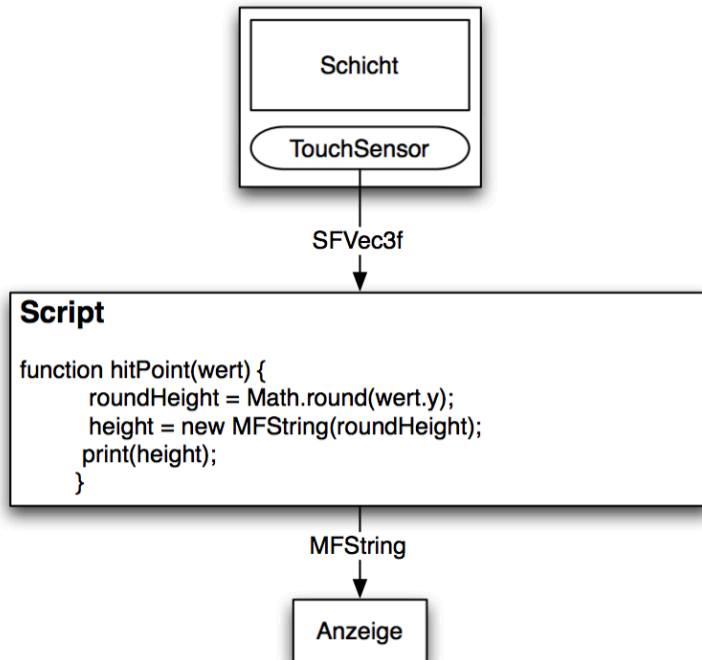 Schicht
TouchSensor
SFVec3f
Script
function hitPoint(wert) {
roundHeight = Math.round(wert.y);
height = new MFString(roundHeight);
print(height);
}
MFString
Anzeige